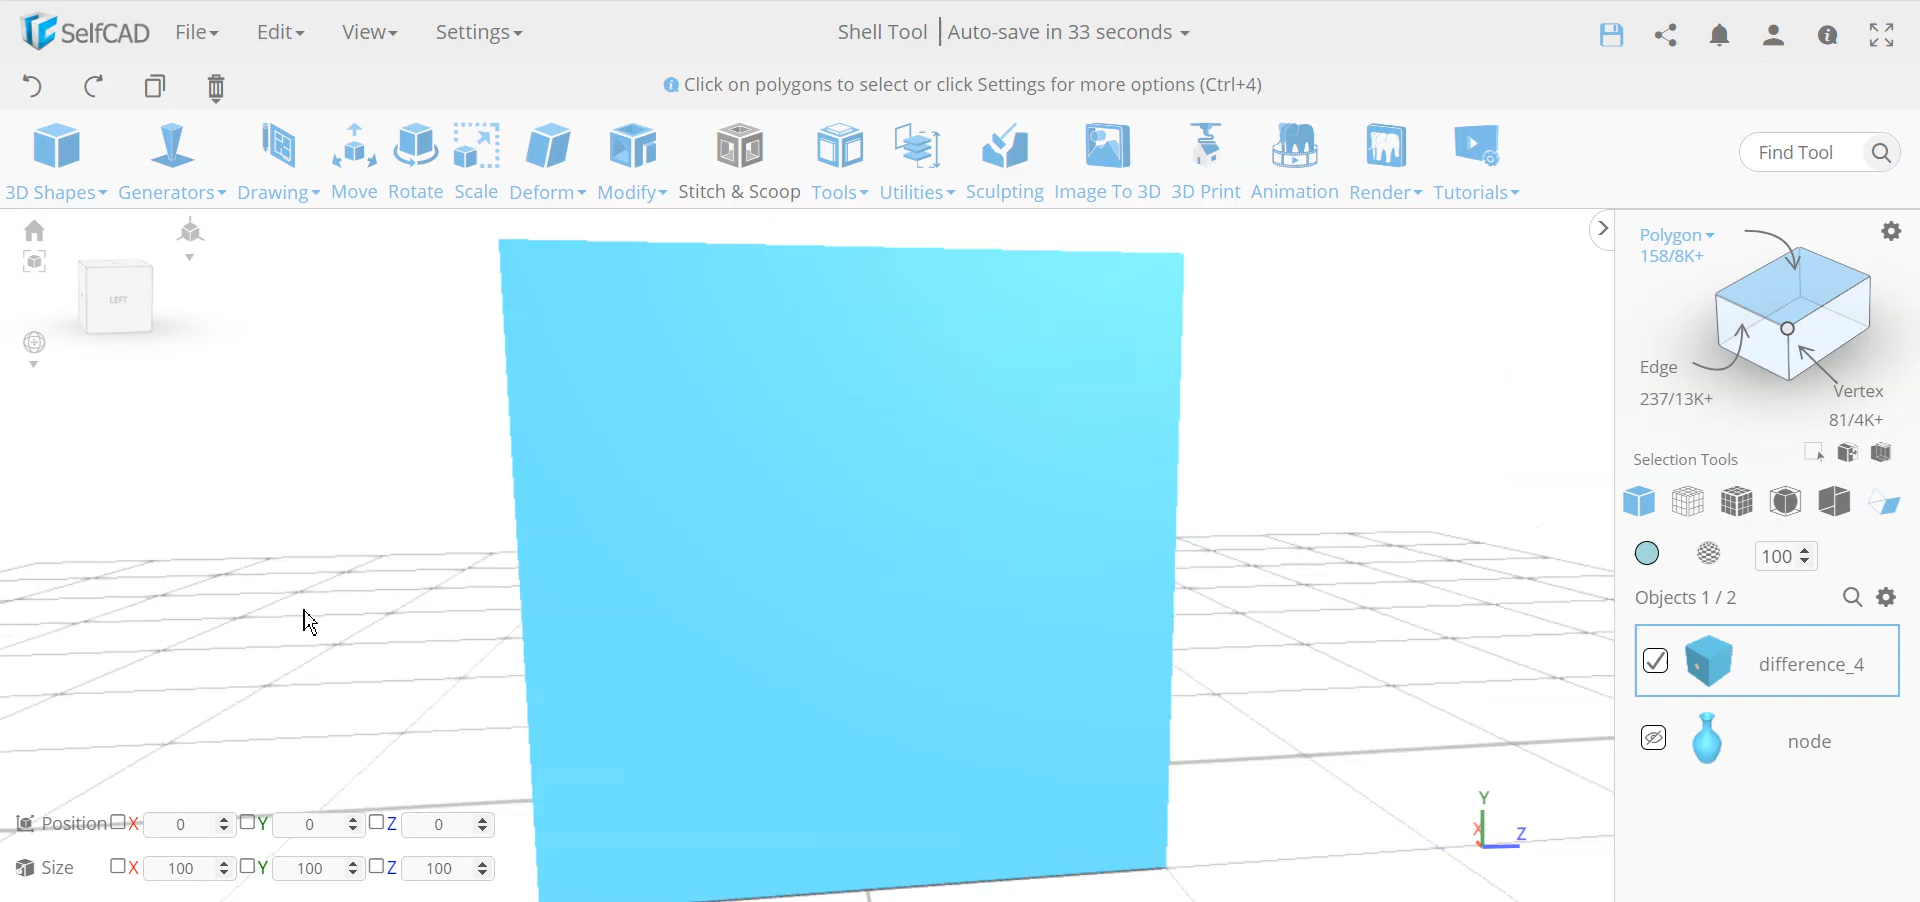 SelfCAD File Edit View Settings Shell Tool Auto-save in 33 seconds
Click on polygons to select or click Settings for more options (Ctrl+4)
3D Shapes Generators Drawing Move Rotate Scale Deform Modify Stitch & Scoop Tools Utilities Sculpting Image To 3D 3D Print Animation Render Tutorials
Find Tool
LEFT
Polygon
158/8K+
Edge
237/13K+
Vertex
81/4K+
Selection Tools
100
Objects 1 / 2
difference_4
node
Position X 0 Y 0 Z 0
Size X 100 Y 100 Z 100
Y
X
Z